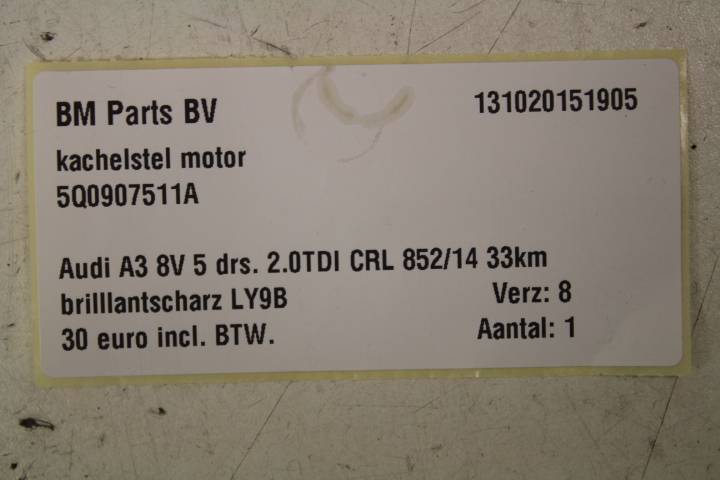 BM Parts BV 131020151905
kachelstel motor
5Q0907511A
Audi A3 8V 5 drs. 2.0TDI CRL 852/14 33km
brilllantscharz LY9B Verz: 8
30 euro incl. BTW. Aantal: 1